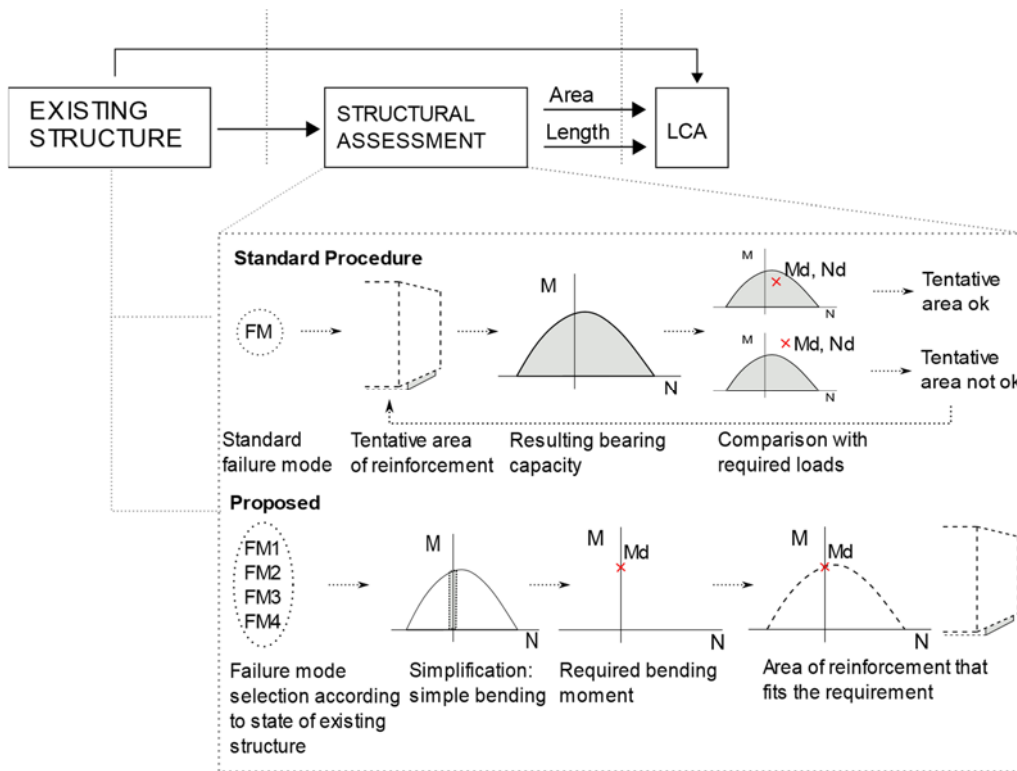 EXISTING
STRUCTURE
STRUCTURAL
ASSESSMENT
Area
Length
LCA
Standard Procedure
FM
M
N
M
Md, Nd
N
Tentative
area ok
M
Md, Nd
N
Tentative
area not ok
Standard
failure mode
Tentative area
of reinforcement
Resulting bearing
capacity
Comparison with
required loads
Proposed
FM1
FM2
FM3
FM4
M
N
M
Md
N
M
Md
N
Failure mode
selection according
to state of existing
structure
Simplification:
simple bending
Required bending
moment
Area of reinforcement that
fits the requirement